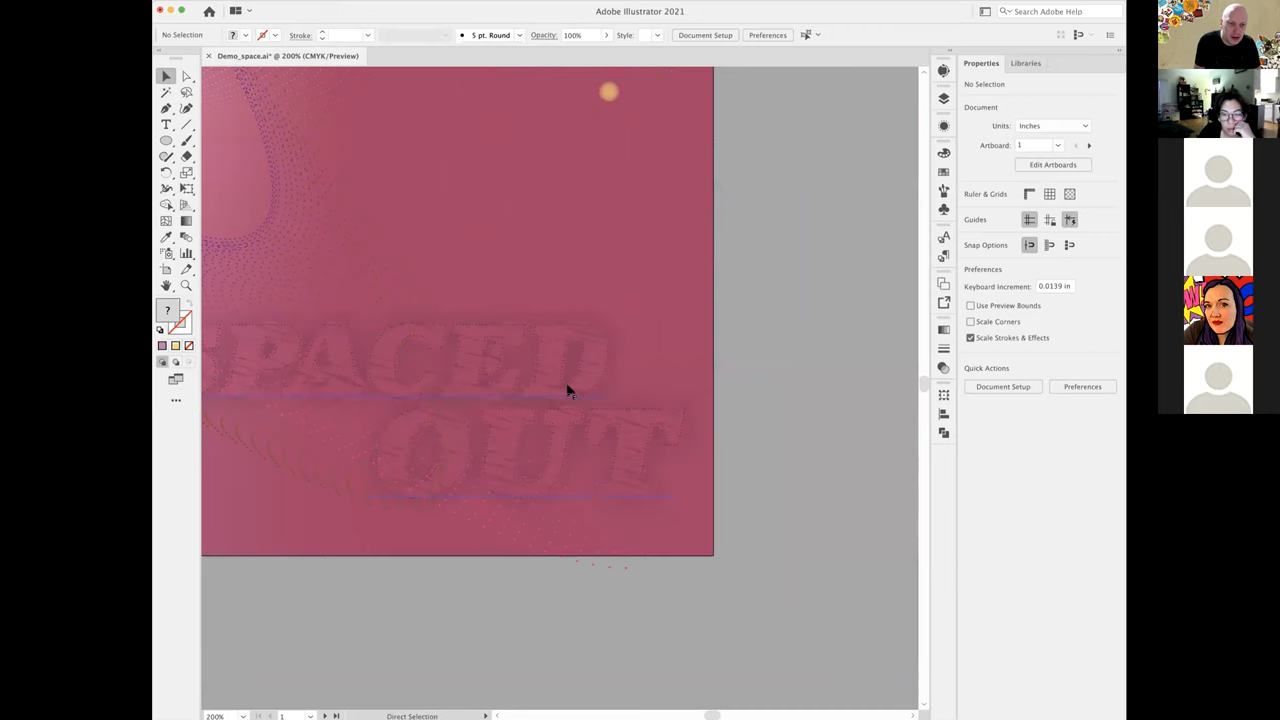 Adobe Illustrator 2021
Search Adobe Help
No Selection
?
Stroke:
5 pt. Round
Opacity:
100%
Style:
Document Setup
Preferences
Demo_space.ai* @ 200% (CMYK/Preview)
Properties
Libraries
No Selection
Document
Units:
Inches
Artboard:
1
Edit Artboards
Ruler & Grids
Guides
Snap Options
Preferences
Keyboard Increment:
0.0139 in
Use Preview Bounds
Scale Corners
Scale Strokes & Effects
Quick Actions
Document Setup
Preferences
?
PACED
OUT
200%
1
Direct Selection